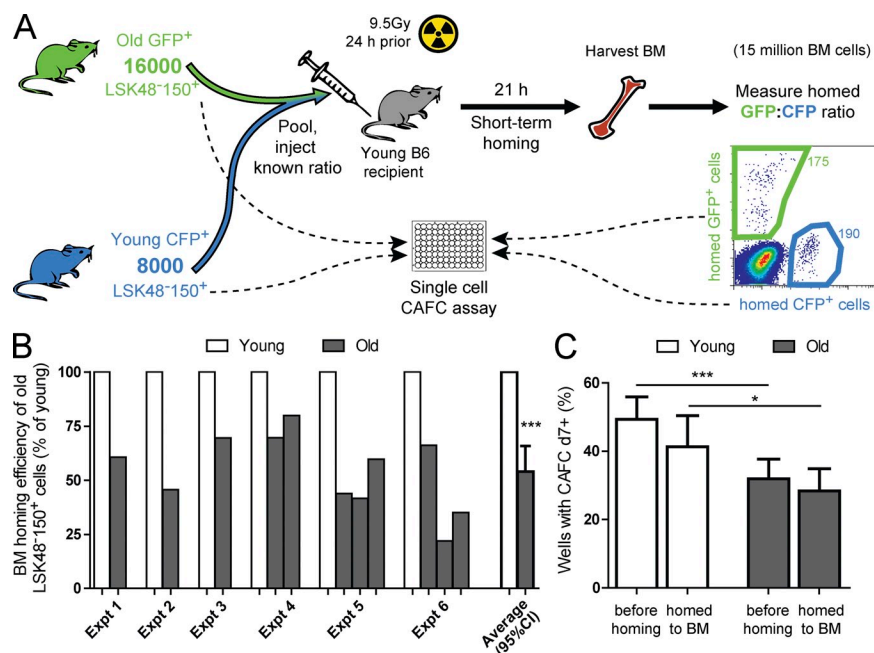 A
Old GFP⁺
16000
LSK48⁻150⁺
9.5Gy
24 h prior
Pool,
inject
known ratio
Young B6
recipient
21 h
Short-term
homing
Harvest BM
(15 million BM cells)
Measure homed
GFP:CFP
ratio
Young CFP⁺
8000
LSK48⁻150⁺
Single cell
CAFC assay
homed GFP⁺ cells
175
190
homed CFP⁺ cells
B
Young
Old
BM homing efficiency of old
LSK48⁻150⁺ cells (% of young)
100
75
50
25
0
***
Expt 1
Expt 2
Expt 3
Expt 4
Expt 5
Expt 6
Average
(95%CI)
C
Young
Old
Wells with CAFC d7+ (%)
60
40
20
0
***
*
before
homing
homed
to BM
before
homing
homed
to BM